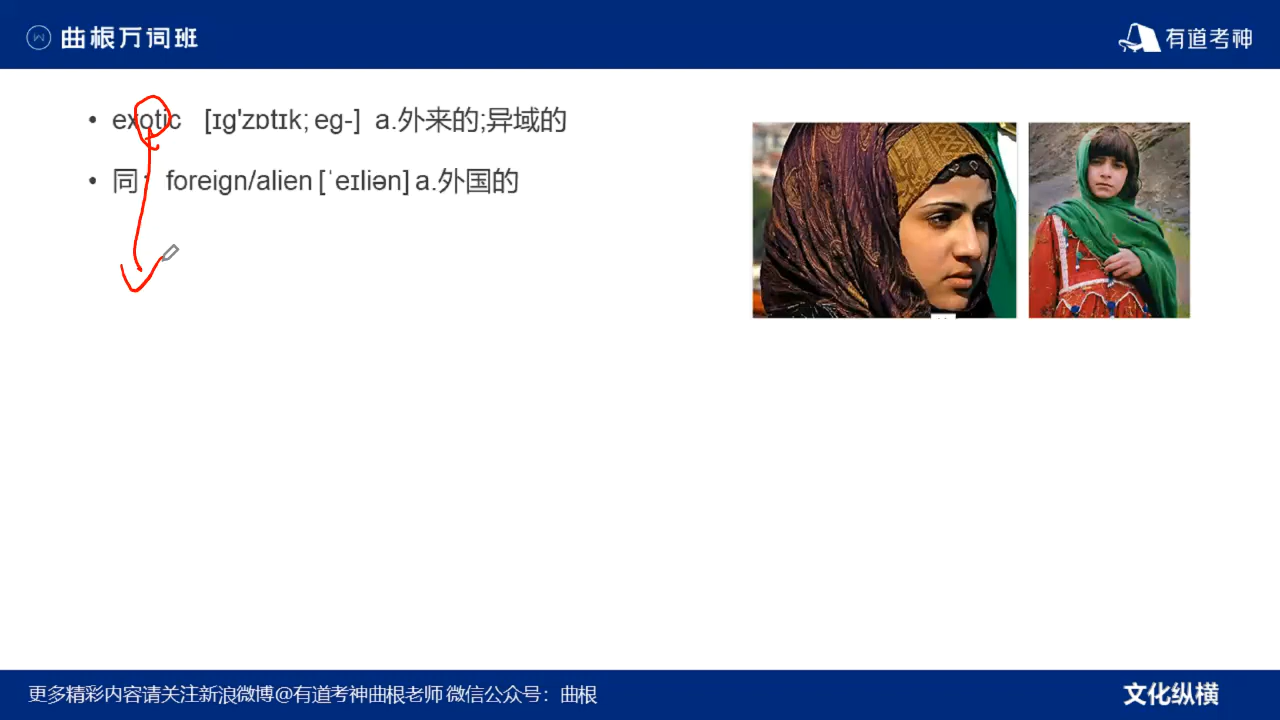 曲根万词班
有道考神
• exotic [ɪg'zɒtɪk; eg-] a.外来的;异域的
• 同: foreign/alien [ˈeɪliən] a.外国的
更多精彩内容请关注新浪微博@有道考神曲根老师 微信公众号：曲根
文化纵横